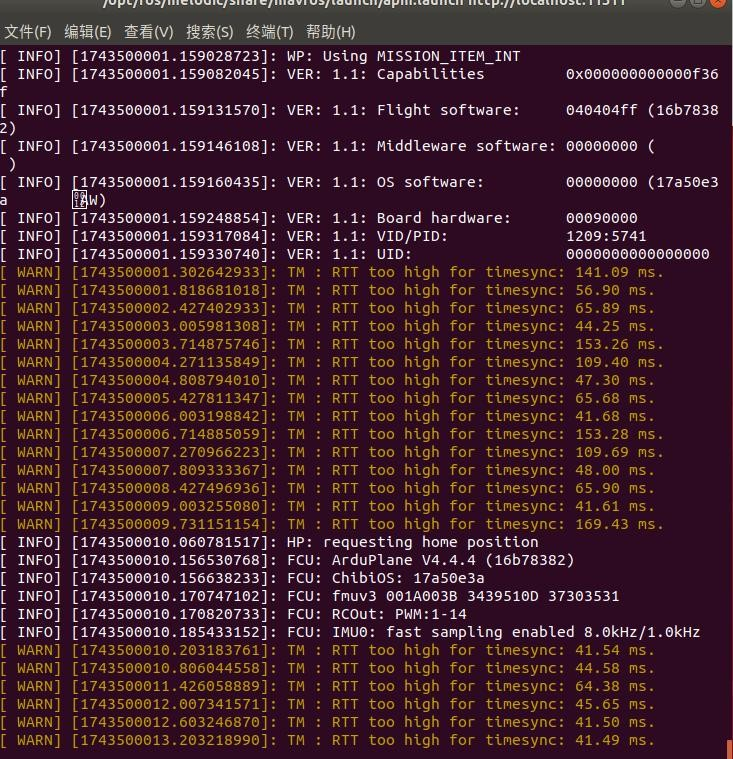 /opt/ros/melodic/share/mavros/launch/apm.launch http://localhost:11311
文件(F) 编辑(E) 查看(V) 搜索(S) 终端(T) 帮助(H)
[ INFO] [1743500001.159028723]: WP: Using MISSION_ITEM_INT
[ INFO] [1743500001.159082045]: VER: 1.1: Capabilities         0x000000000000f36
f
[ INFO] [1743500001.159131570]: VER: 1.1: Flight software:     040404ff (16b7838
2)
[ INFO] [1743500001.159146108]: VER: 1.1: Middleware software: 00000000 (
 )
[ INFO] [1743500001.159160435]: VER: 1.1: OS software:         00000000 (17a50e3
a       AW)
[ INFO] [1743500001.159248854]: VER: 1.1: Board hardware:      00090000
[ INFO] [1743500001.159317084]: VER: 1.1: VID/PID:             1209:5741
[ INFO] [1743500001.159330740]: VER: 1.1: UID:                 0000000000000000
[ WARN] [1743500001.302642933]: TM : RTT too high for timesync: 141.09 ms.
[ WARN] [1743500001.818681018]: TM : RTT too high for timesync: 56.90 ms.
[ WARN] [1743500002.427402933]: TM : RTT too high for timesync: 65.89 ms.
[ WARN] [1743500003.005981308]: TM : RTT too high for timesync: 44.25 ms.
[ WARN] [1743500003.714875746]: TM : RTT too high for timesync: 153.26 ms.
[ WARN] [1743500004.271135849]: TM : RTT too high for timesync: 109.40 ms.
[ WARN] [1743500004.808794010]: TM : RTT too high for timesync: 47.30 ms.
[ WARN] [1743500005.427811347]: TM : RTT too high for timesync: 65.68 ms.
[ WARN] [1743500006.003198842]: TM : RTT too high for timesync: 41.68 ms.
[ WARN] [1743500006.714885059]: TM : RTT too high for timesync: 153.28 ms.
[ WARN] [1743500007.270966223]: TM : RTT too high for timesync: 109.69 ms.
[ WARN] [1743500007.809333367]: TM : RTT too high for timesync: 48.00 ms.
[ WARN] [1743500008.427496936]: TM : RTT too high for timesync: 65.90 ms.
[ WARN] [1743500009.003255080]: TM : RTT too high for timesync: 41.61 ms.
[ WARN] [1743500009.731151154]: TM : RTT too high for timesync: 169.43 ms.
[ INFO] [1743500010.060781517]: HP: requesting home position
[ INFO] [1743500010.156530768]: FCU: ArduPlane V4.4.4 (16b78382)
[ INFO] [1743500010.156638233]: FCU: ChibiOS: 17a50e3a
[ INFO] [1743500010.170747102]: FCU: fmuv3 001A003B 3439510D 37303531
[ INFO] [1743500010.170820733]: FCU: RCOut: PWM:1-14
[ INFO] [1743500010.185433152]: FCU: IMU0: fast sampling enabled 8.0kHz/1.0kHz
[ WARN] [1743500010.203183761]: TM : RTT too high for timesync: 41.54 ms.
[ WARN] [1743500010.806044558]: TM : RTT too high for timesync: 44.58 ms.
[ WARN] [1743500011.426058889]: TM : RTT too high for timesync: 64.38 ms.
[ WARN] [1743500012.007341571]: TM : RTT too high for timesync: 45.65 ms.
[ WARN] [1743500012.603246870]: TM : RTT too high for timesync: 41.50 ms.
[ WARN] [1743500013.203218990]: TM : RTT too high for timesync: 41.49 ms.